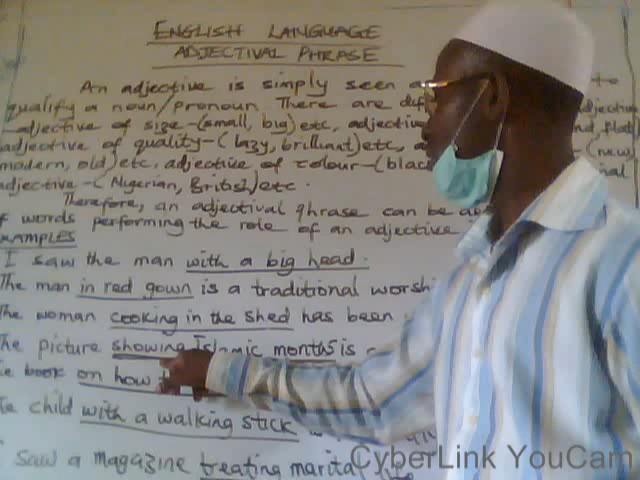 ENGLISH LANGUAGE
ADJECTIVAL PHRASE
An adjective is simply seen to
qualify a noun/pronoun. There are
-adjective of size-(small, big)etc, adjective
adjective of quality-(lazy, brilliant)etc, (new,
modern, old)etc. adjective of colour-(black
adjective-(Nigerian, British)etc.
Therefore, an adjectival phrase can be
of words performing the role of an adjective
EXAMPLES
I saw the man with a big head.
The man in red gown is a traditional
The woman cooking in the shed has been
The picture showing Islamic months is
book on how
The child with a walking stick
I saw a magazine treating marital
CyberLink YouCam